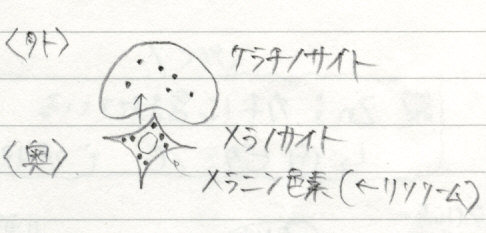 〈外〉
ケラチノサイト
メラノサイト
〈奥〉
メラニン色素(←リソソーム)